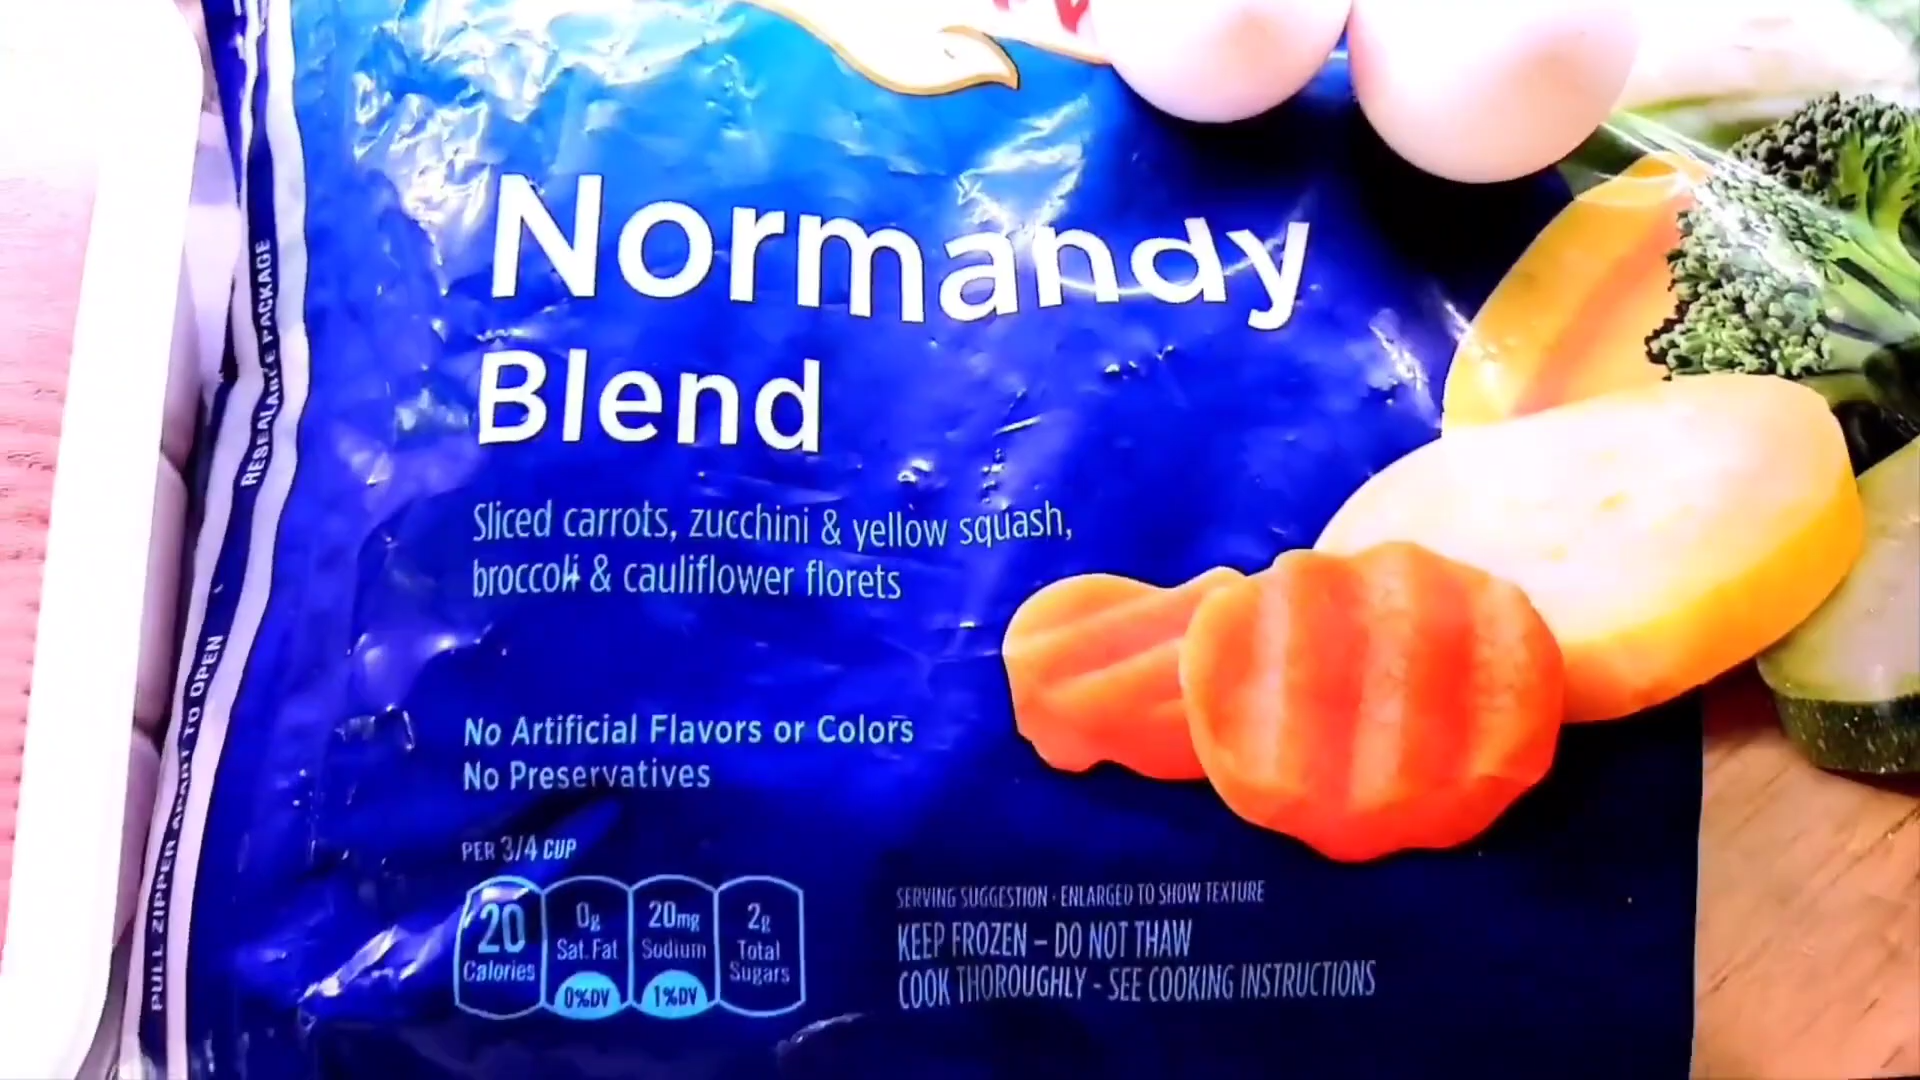 Normandy
Blend
Sliced carrots, zucchini & yellow squash,
broccoli & cauliflower florets
No Artificial Flavors or Colors
No Preservatives
PER 3/4 CUP
20 Calories
0g Sat. Fat 0%DV
20mg Sodium 1%DV
2g Total Sugars
SERVING SUGGESTION · ENLARGED TO SHOW TEXTURE
KEEP FROZEN – DO NOT THAW
COOK THOROUGHLY - SEE COOKING INSTRUCTIONS
PULL ZIPPER APART TO OPEN
RESEALABLE PACKAGE